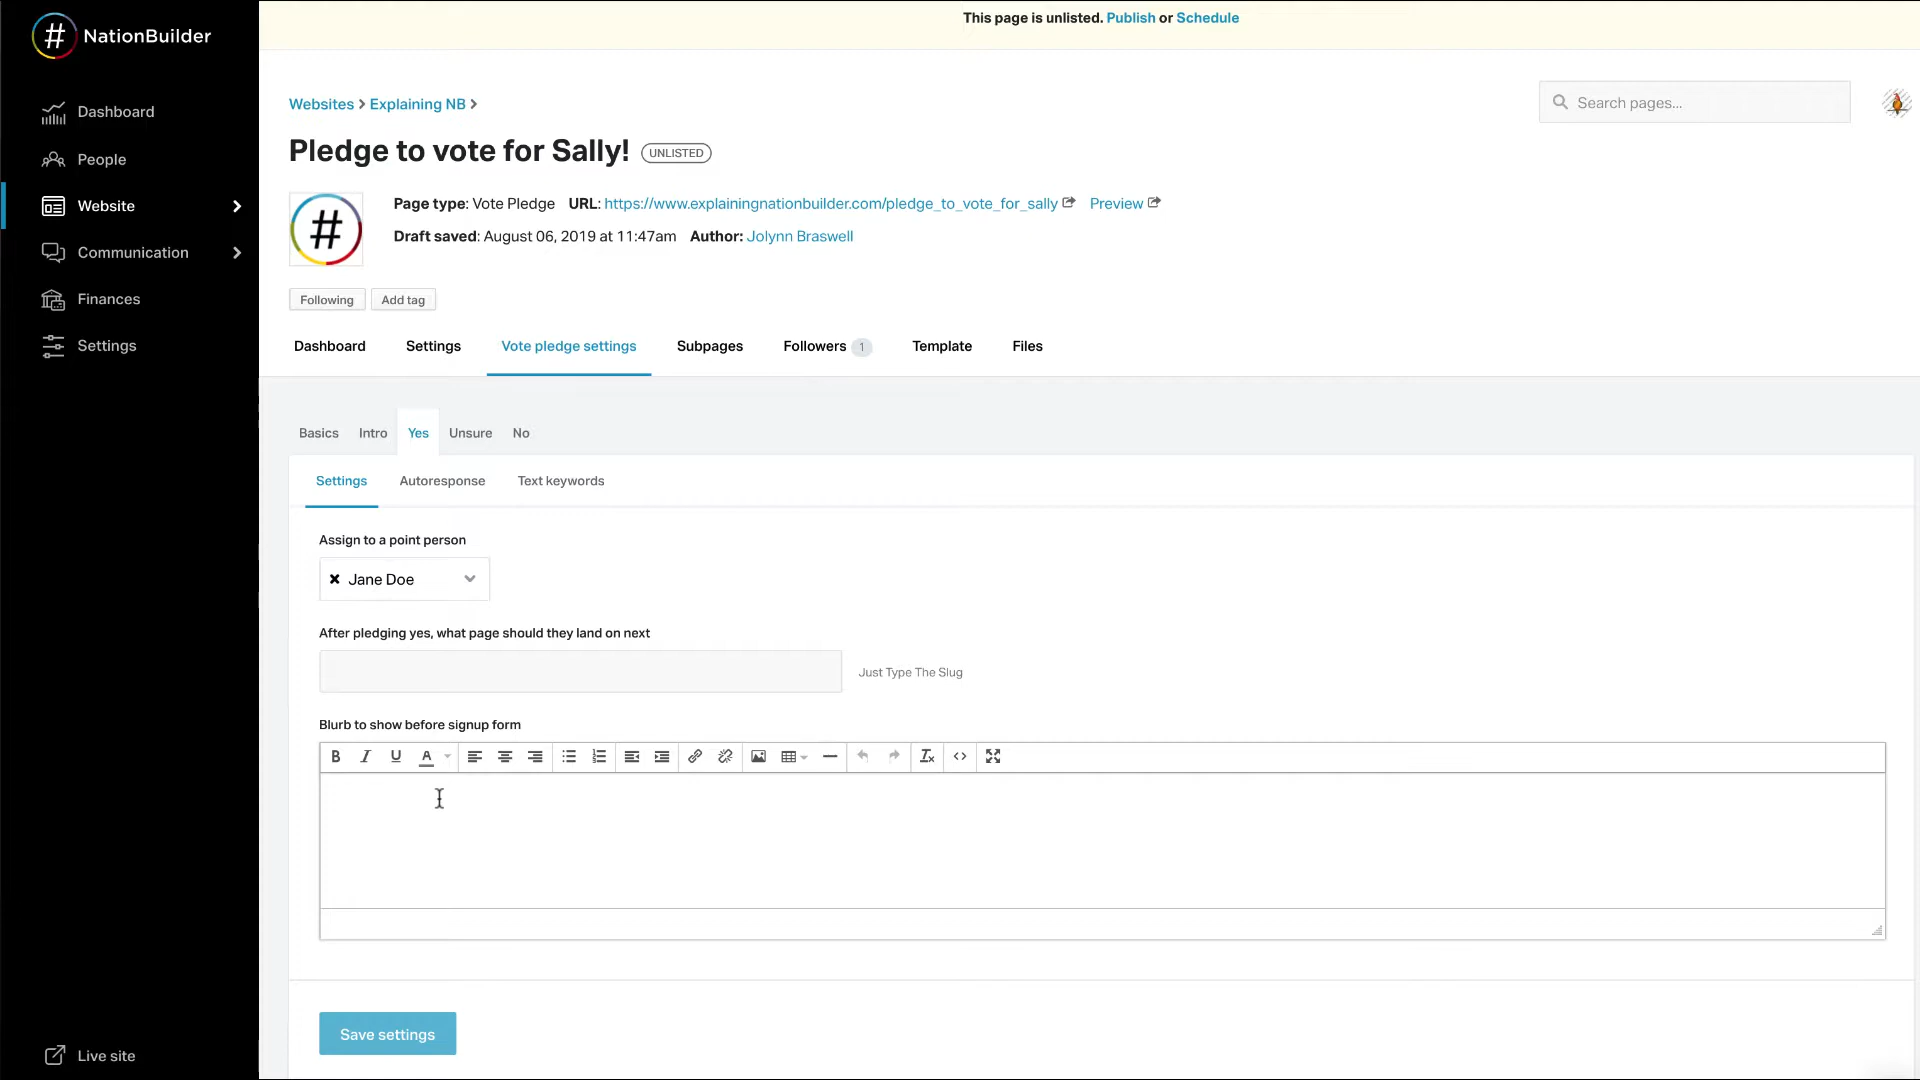 This page is unlisted. Publish or Schedule
# NationBuilder
Dashboard
People
Website
Communication
Finances
Settings
Live site
Websites > Explaining NB >
Search pages...
Pledge to vote for Sally! UNLISTED
#
Page type: Vote Pledge URL: https://www.explainingnationbuilder.com/pledge_to_vote_for_sally Preview
Draft saved: August 06, 2019 at 11:47am Author: Jolynn Braswell
Following Add tag
Dashboard Settings Vote pledge settings Subpages Followers 1 Template Files
Basics Intro Yes Unsure No
Settings Autoresponse Text keywords
Assign to a point person
Jane Doe
After pledging yes, what page should they land on next
Just Type The Slug
Blurb to show before signup form
B I U A
Save settings